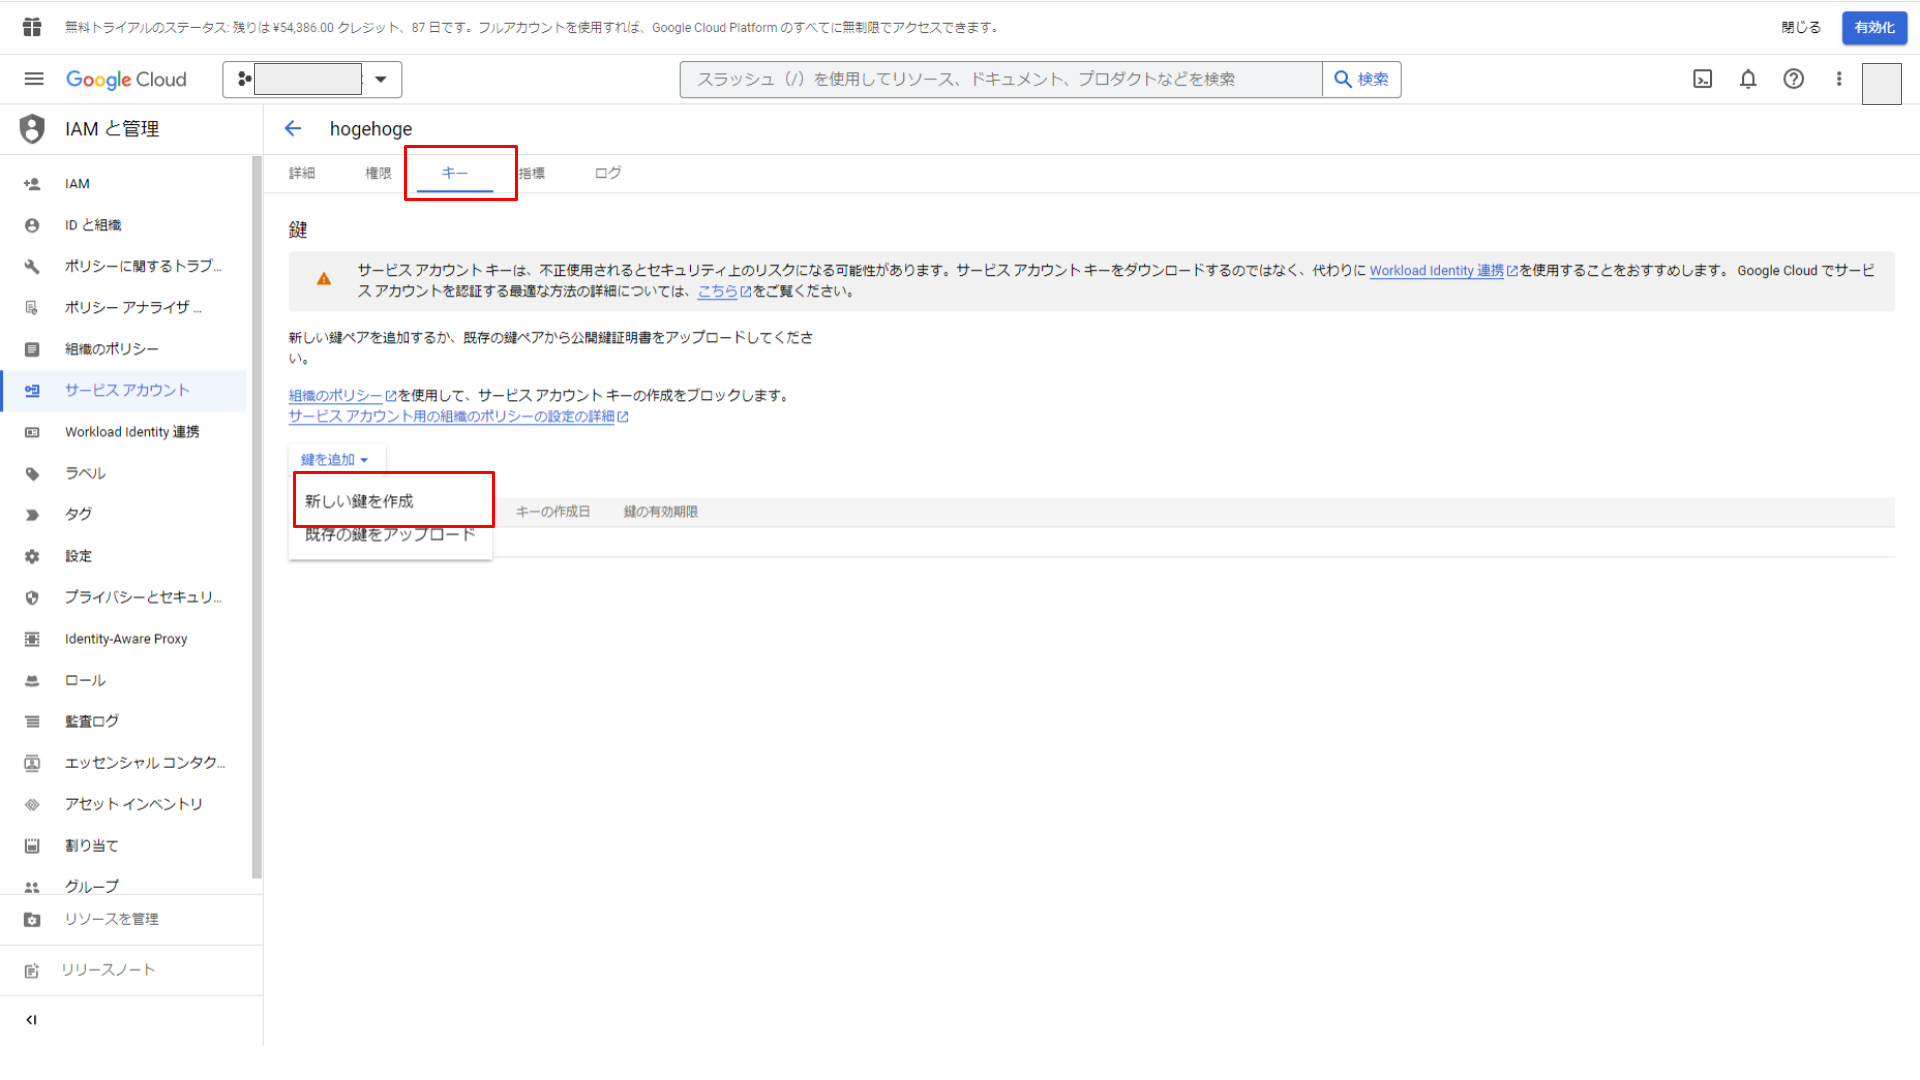 無料トライアルのステータス: 残りは ¥54,386.00 クレジット、87 日です。フルアカウントを使用すれば、Google Cloud Platform のすべてに無制限でアクセスできます。
閉じる
有効化
Google Cloud
スラッシュ（/）を使用してリソース、ドキュメント、プロダクトなどを検索
検索
IAM と管理
hogehoge
詳細
権限
キー
指標
ログ
IAM
ID と組織
ポリシーに関するトラブ...
ポリシー アナライザ ...
組織のポリシー
サービス アカウント
Workload Identity 連携
ラベル
タグ
設定
プライバシーとセキュリ...
Identity-Aware Proxy
ロール
監査ログ
エッセンシャル コンタク...
アセット インベントリ
割り当て
グループ
リソースを管理
リリースノート
鍵
サービス アカウント キーは、不正使用されるとセキュリティ上のリスクになる可能性があります。サービス アカウント キーをダウンロードするのではなく、代わりに Workload Identity 連携を使用することをおすすめします。 Google Cloud でサービ
ス アカウントを認証する最適な方法の詳細については、こちらをご覧ください。
新しい鍵ペアを追加するか、既存の鍵ペアから公開鍵証明書をアップロードしてくださ
い。
組織のポリシーを使用して、サービス アカウント キーの作成をブロックします。
サービス アカウント用の組織のポリシーの設定の詳細
鍵を追加
新しい鍵を作成
既存の鍵をアップロード
キーの作成日
鍵の有効期限